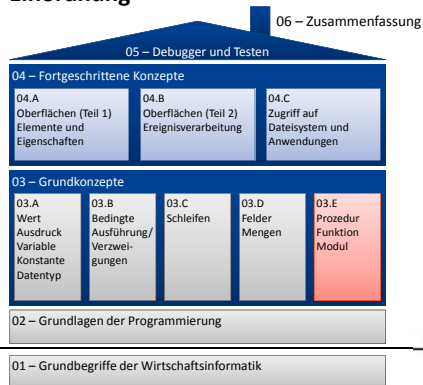 06 – Zusammenfassung
05 – Debugger und Testen
04 – Fortgeschrittene Konzepte
04.A
Oberflächen (Teil 1)
Elemente und
Eigenschaften
04.B
Oberflächen (Teil 2)
Ereignisverarbeitung
04.C
Zugriff auf
Dateisystem und
Anwendungen
03 – Grundkonzepte
03.A
Wert
Ausdruck
Variable
Konstante
Datentyp
03.B
Bedingte
Ausführung/
Verzwei-
gungen
03.C
Schleifen
03.D
Felder
Mengen
03.E
Prozedur
Funktion
Modul
02 – Grundlagen der Programmierung
01 – Grundbegriffe der Wirtschaftsinformatik